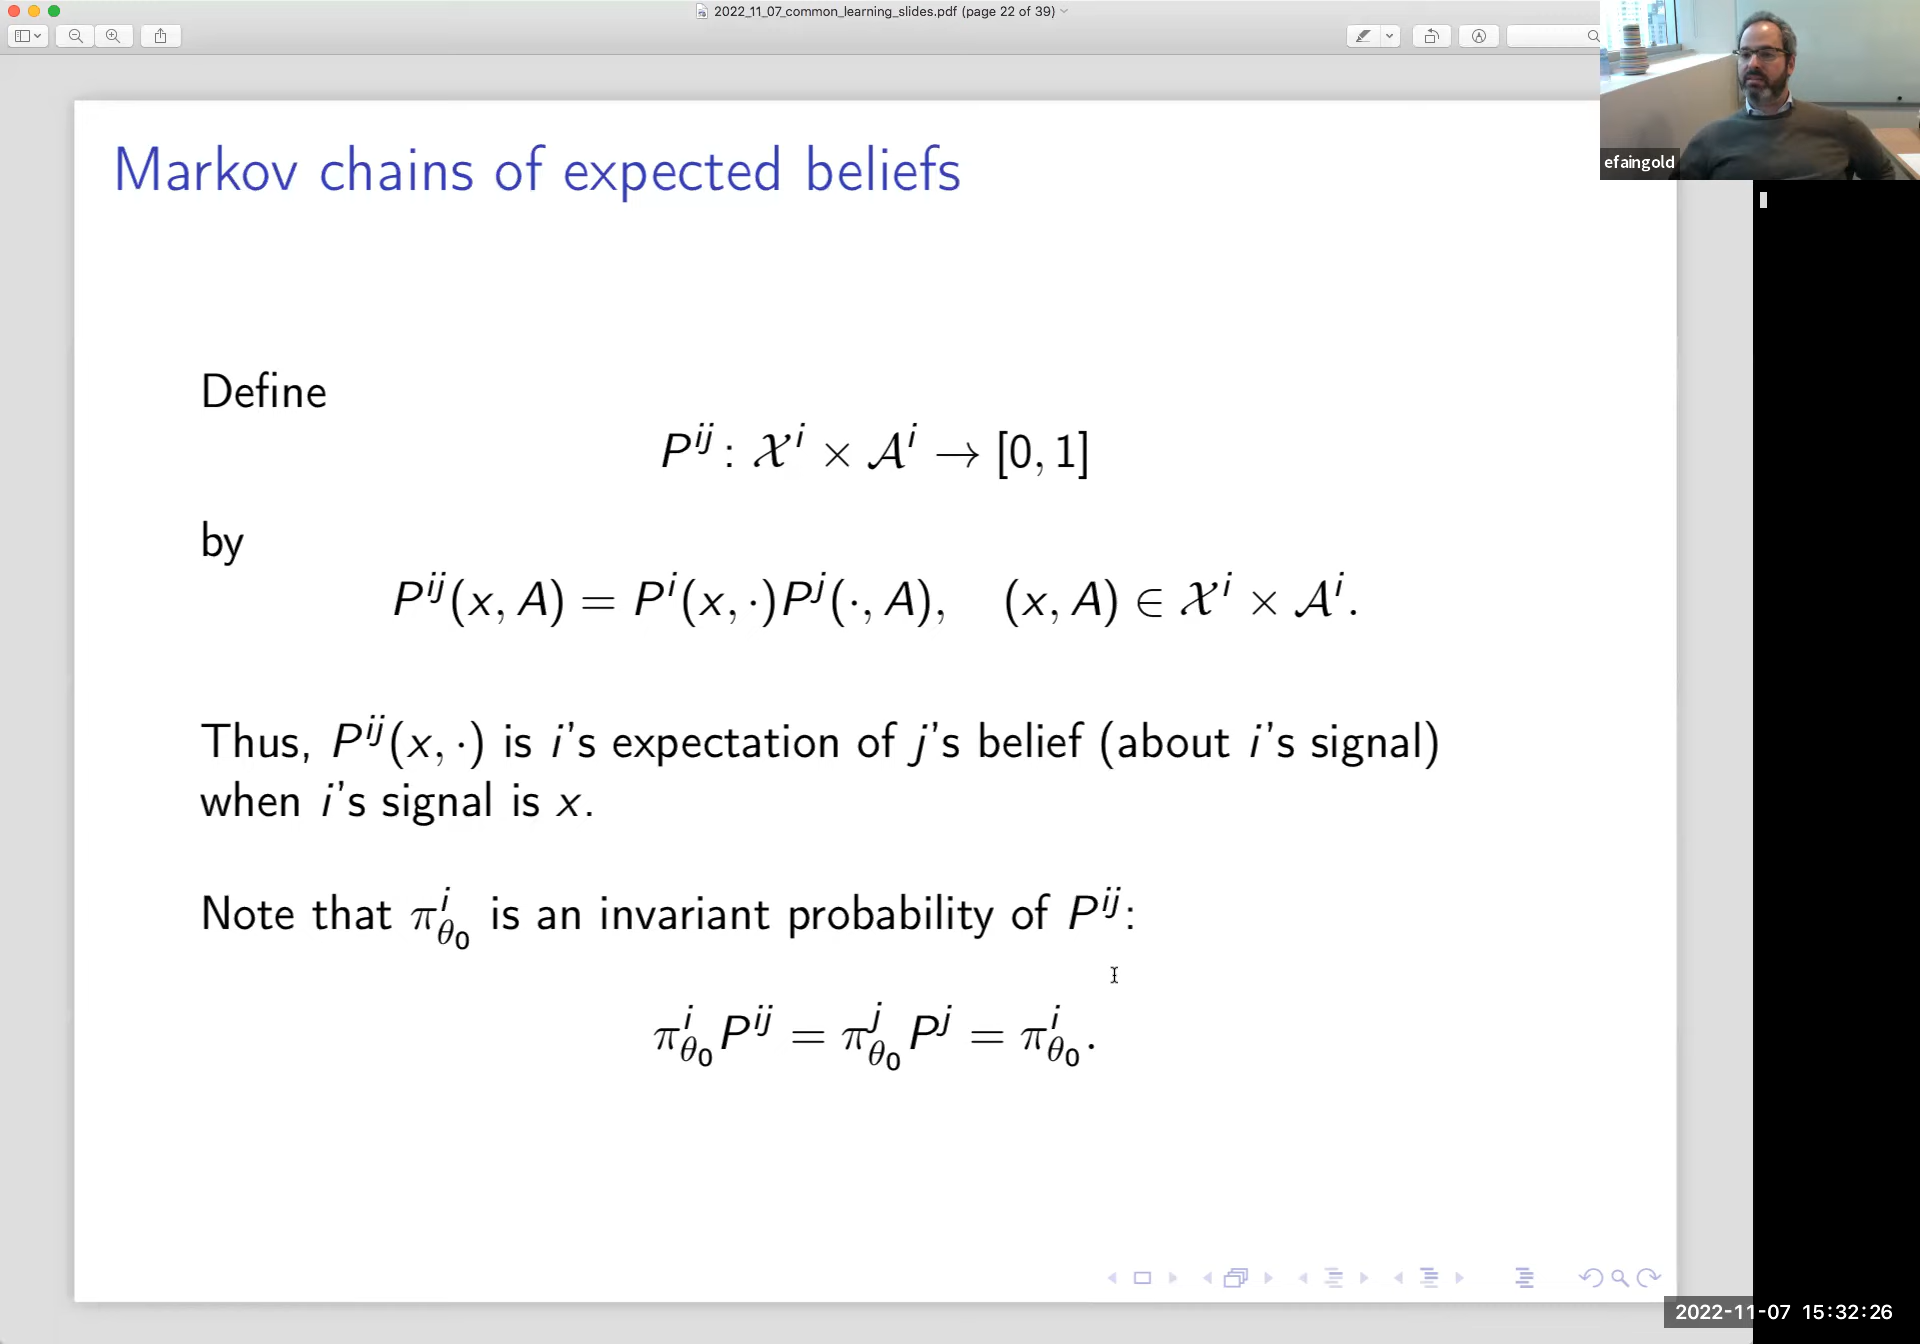 2022_11_07_common_learning_slides.pdf (page 22 of 39)
efaingold
Markov chains of expected beliefs
Define
P^{ij} : 𝒳^i × 𝒜^i → [0, 1]
by
P^{ij}(x, A) = P^i(x, ·)P^j(·, A), (x, A) ∈ 𝒳^i × 𝒜^i.
Thus, P^{ij}(x, ·) is i's expectation of j's belief (about i's signal)
when i's signal is x.
Note that π^i_{θ_0} is an invariant probability of P^{ij}:
π^i_{θ_0} P^{ij} = π^j_{θ_0} P^j = π^i_{θ_0}.
2022-11-07 15:32:26